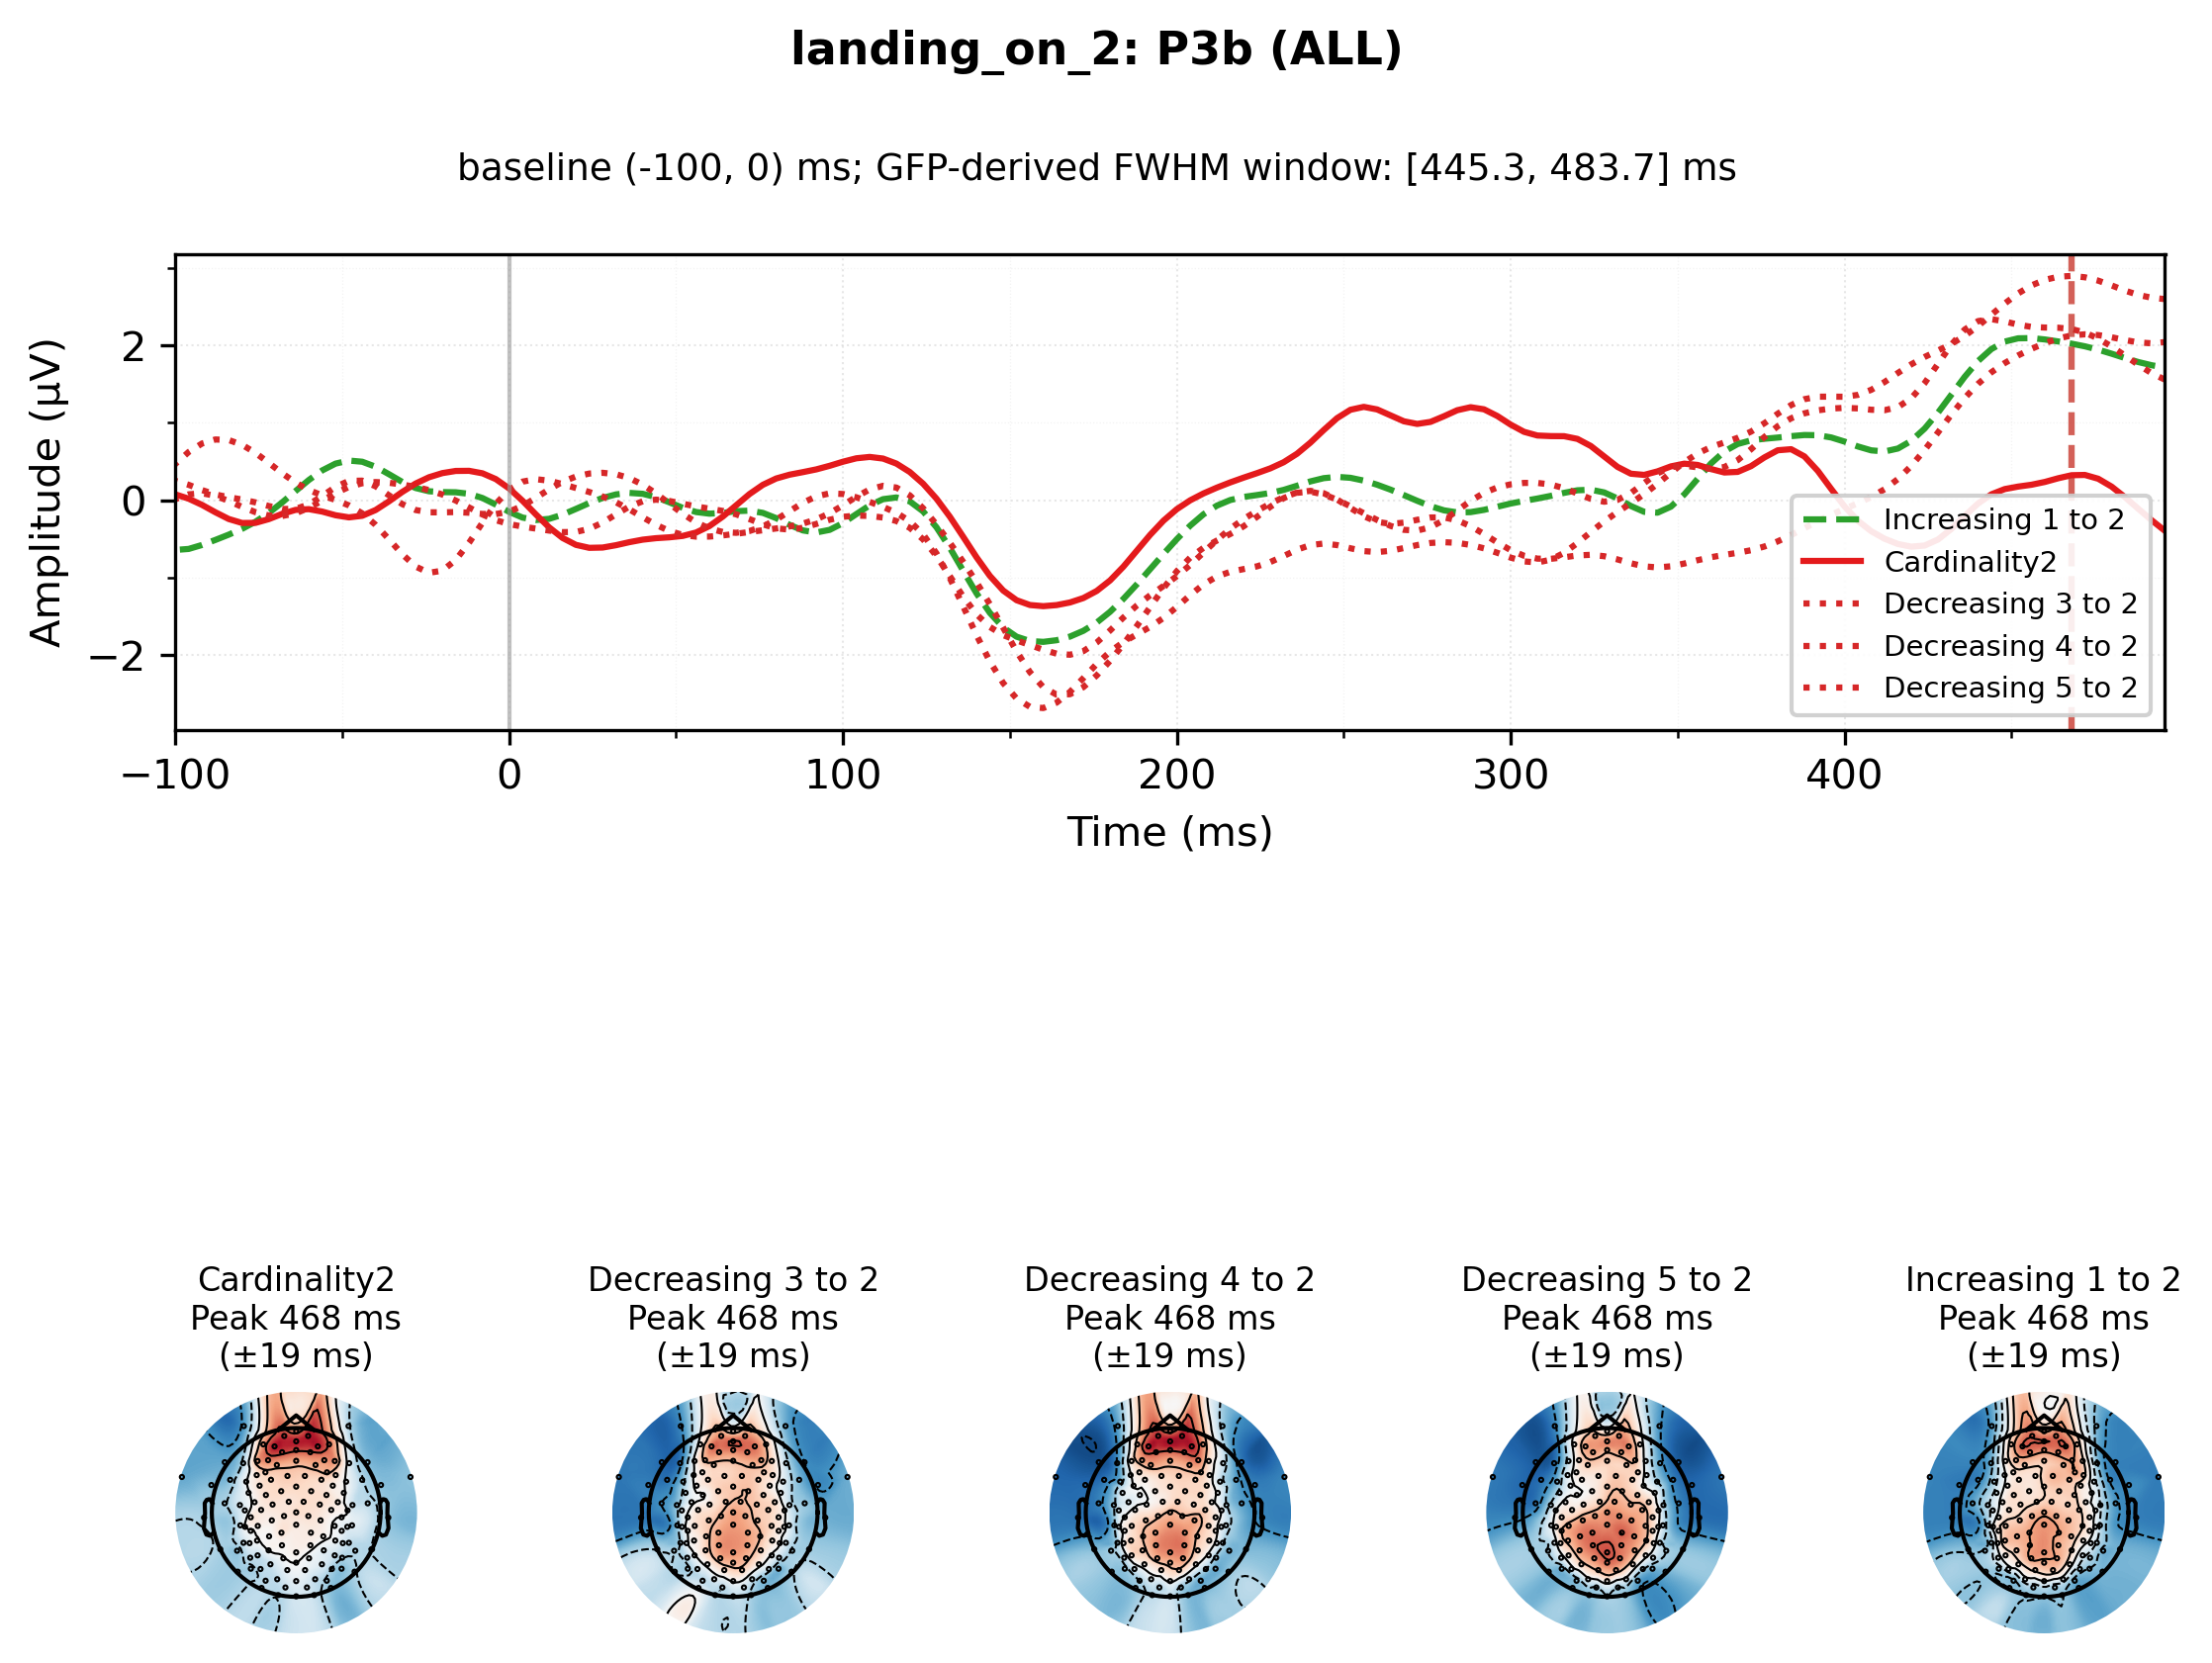 landing_on_2: P3b (ALL)
baseline (-100, 0) ms; GFP-derived FWHM window: [445.3, 483.7] ms
Amplitude (µV)
2
0
−2
Increasing 1 to 2
Cardinality2
Decreasing 3 to 2
Decreasing 4 to 2
Decreasing 5 to 2
−100 0 100 200 300 400
Time (ms)
Cardinality2
Peak 468 ms
(±19 ms)
Decreasing 3 to 2
Peak 468 ms
(±19 ms)
Decreasing 4 to 2
Peak 468 ms
(±19 ms)
Decreasing 5 to 2
Peak 468 ms
(±19 ms)
Increasing 1 to 2
Peak 468 ms
(±19 ms)